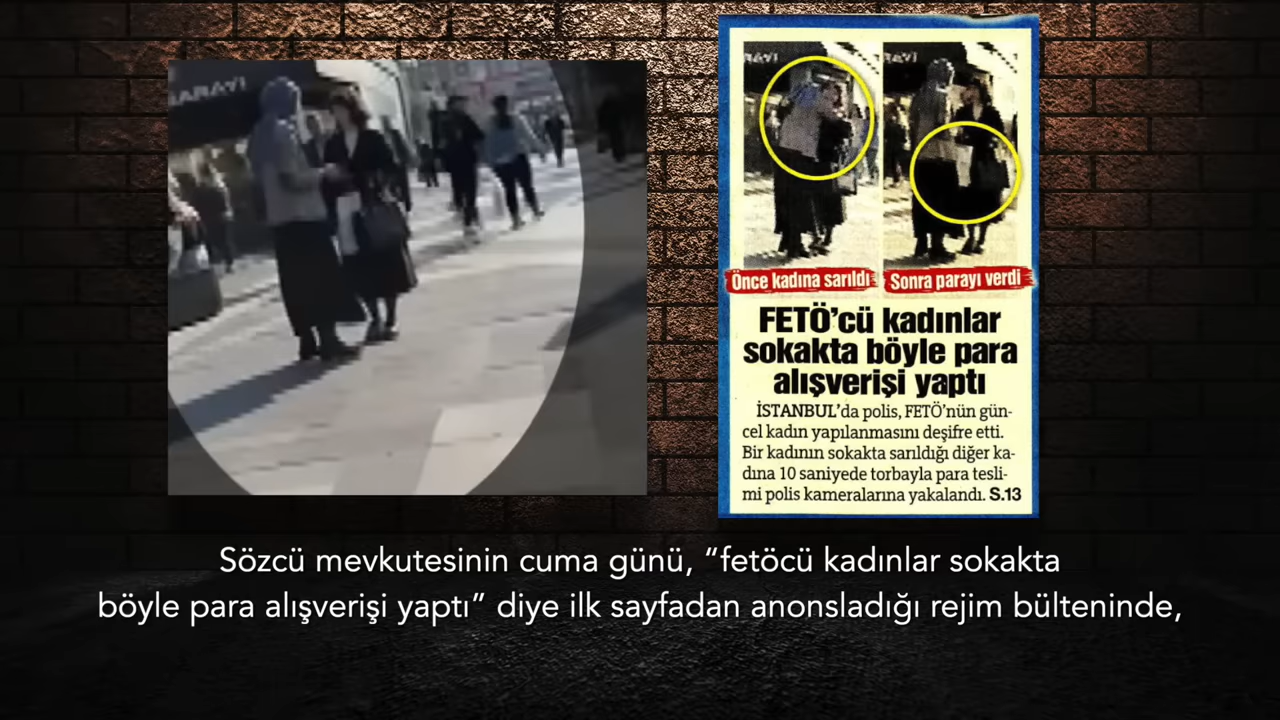 ARAYI
Önce kadına sarıldı
Sonra parayı verdi
FETÖ'cü kadınlar
sokakta böyle para
alışverişi yaptı
İSTANBUL'da polis, FETÖ'nün gün-
cel kadın yapılanmasını deşifre etti.
Bir kadının sokakta sarıldığı diğer ka-
dına 10 saniyede torbayla para tesli-
mi polis kameralarına yakalandı. S.13
Sözcü mevkutesinin cuma günü, “fetöcü kadınlar sokakta
böyle para alışverişi yaptı” diye ilk sayfadan anonsladığı rejim bülteninde,